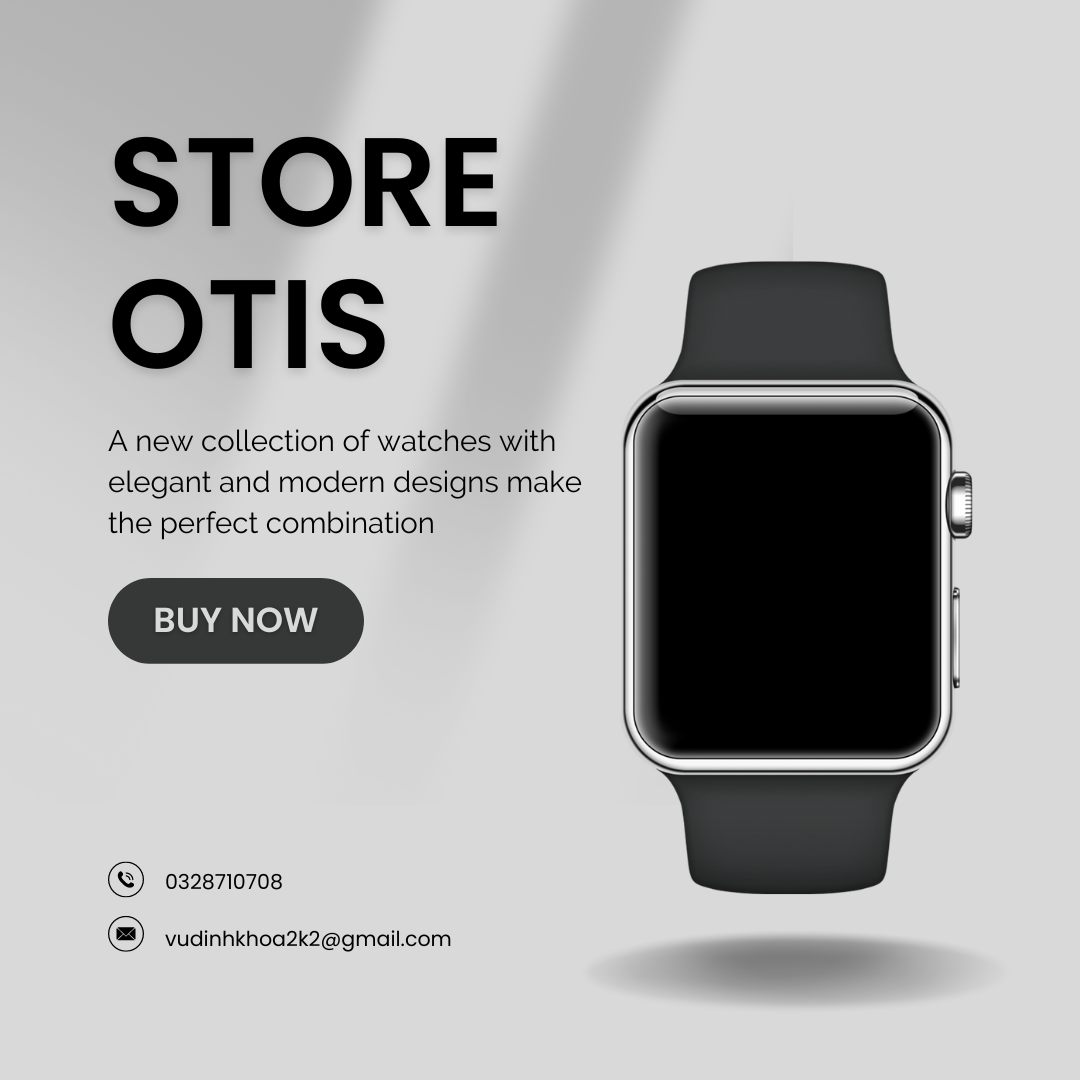 STORE
OTIS
A new collection of watches with
elegant and modern designs make
the perfect combination
BUY NOW
0328710708
vudinhkhoa2k2@gmail.com